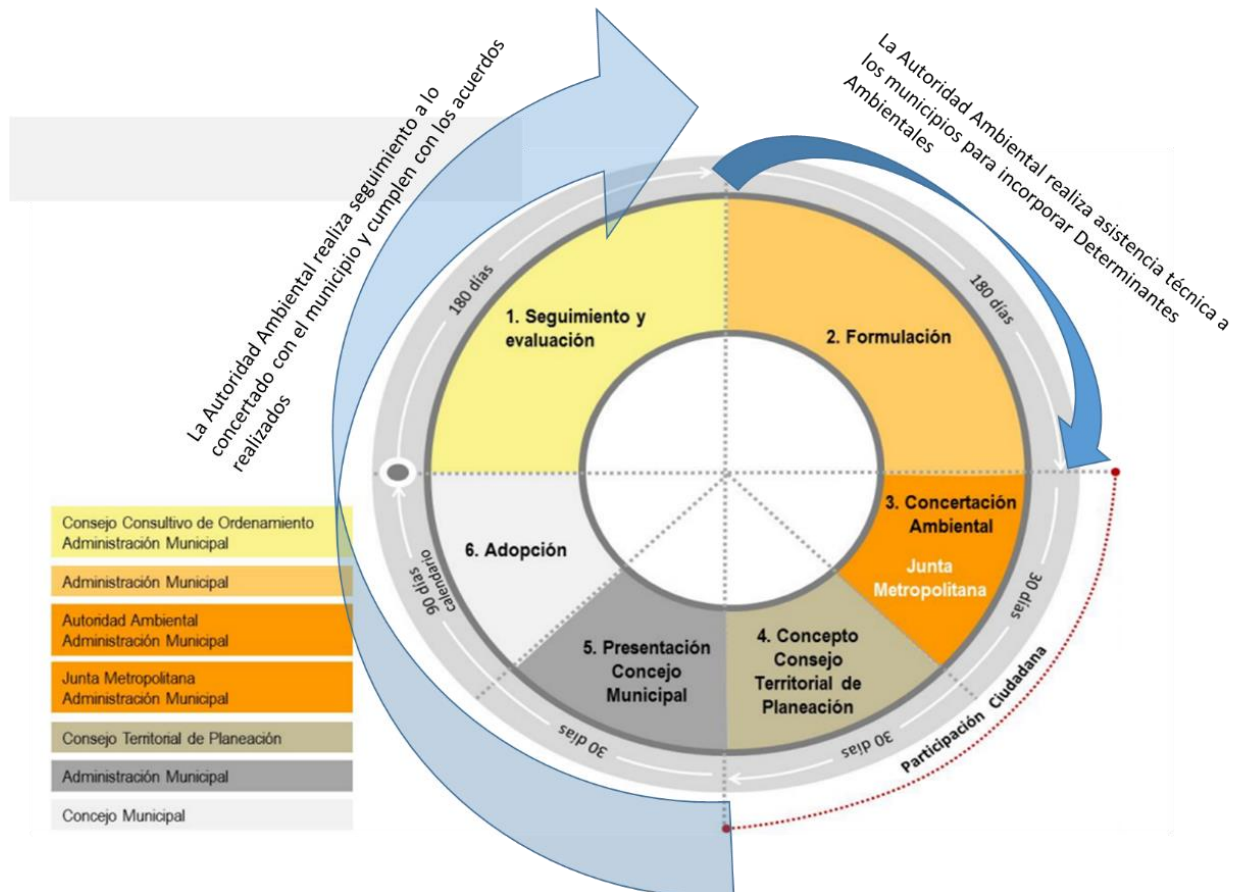 La Autoridad Ambiental realiza seguimiento a lo
concertado con el municipio y cumplen con los acuerdos
realizados
La Autoridad Ambiental realiza asistencia técnica a
los municipios para incorporar Determinantes
Ambientales
180 días
180 días
1. Seguimiento y
evaluación
2. Formulación
3. Concertación
Ambiental
Junta
Metropolitana
30 días
4. Concepto
Consejo
Territorial de
Planeación
30 días
Participación Ciudadana
5. Presentación
Concejo
Municipal
30 días
6. Adopción
90 días
calendario
Consejo Consultivo de Ordenamiento
Administración Municipal
Administración Municipal
Autoridad Ambiental
Administración Municipal
Junta Metropolitana
Administración Municipal
Consejo Territorial de Planeación
Administración Municipal
Concejo Municipal